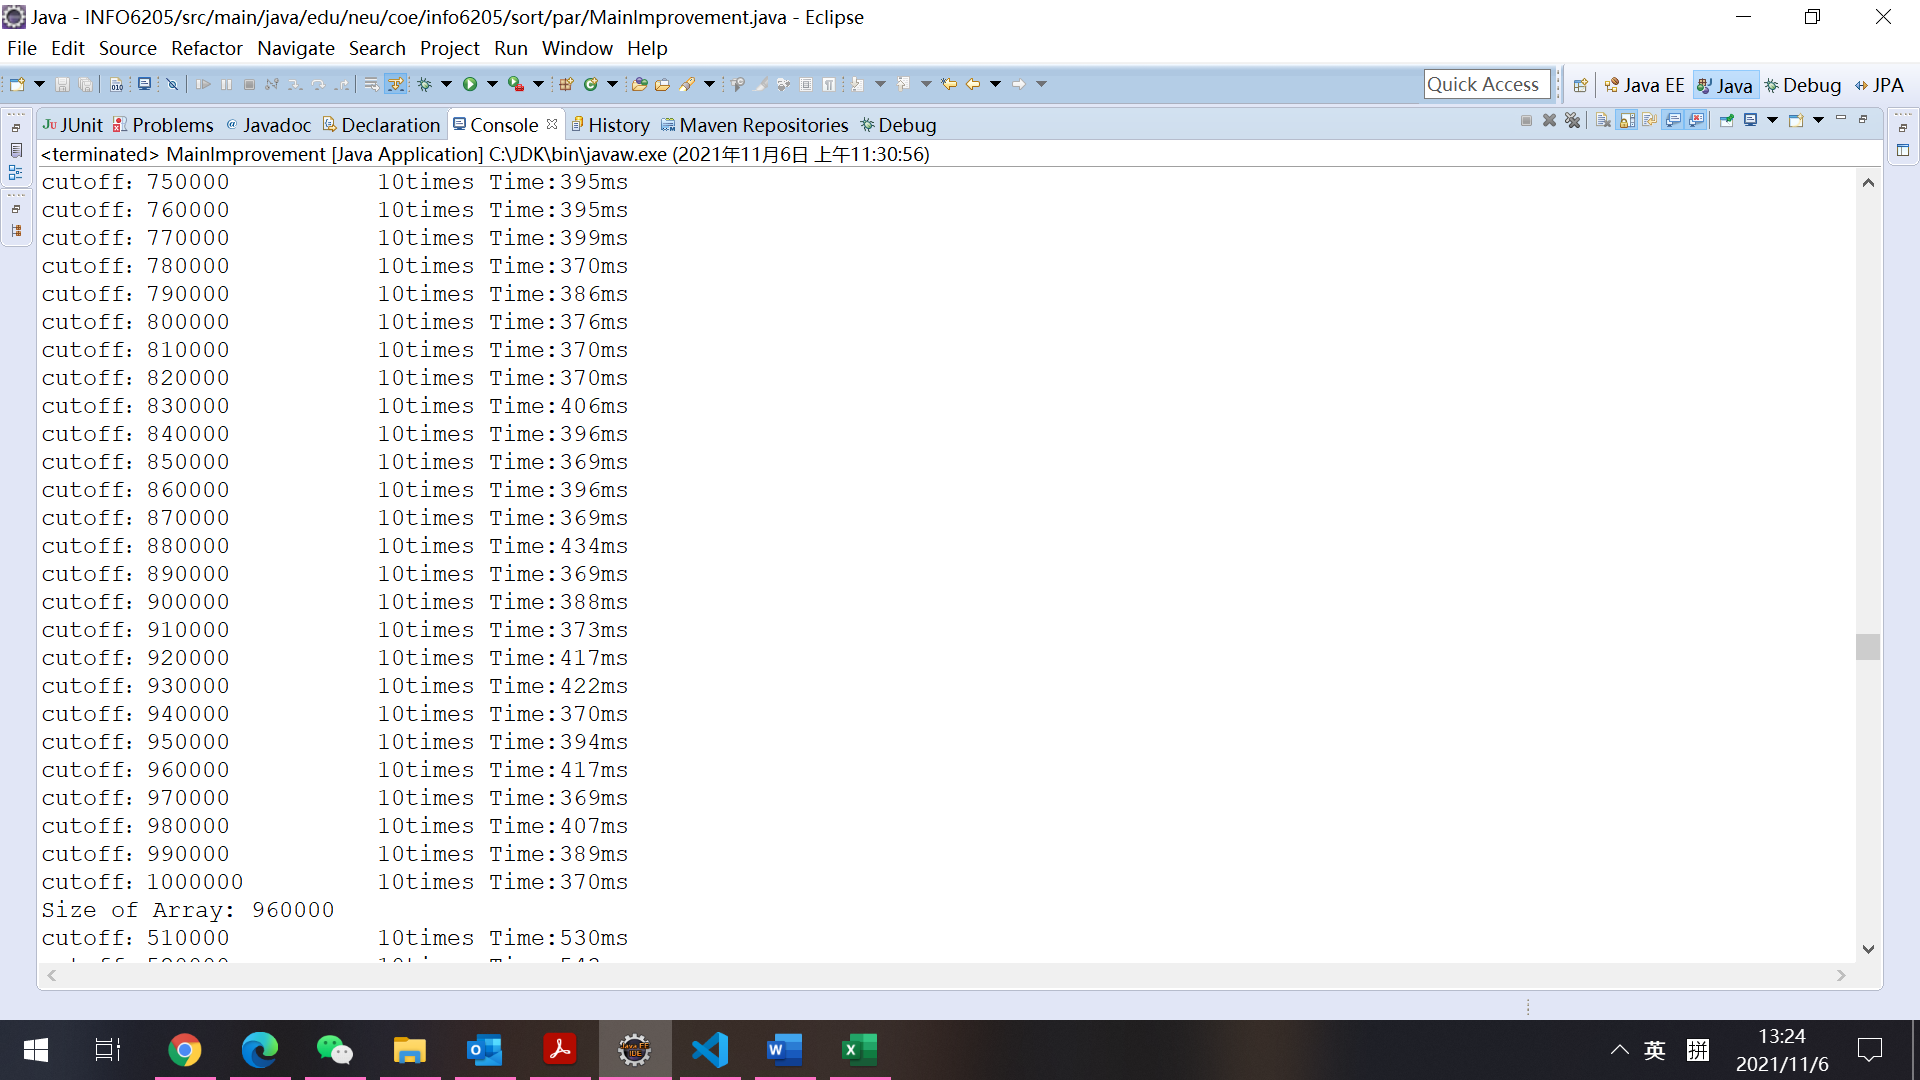 Java - INFO6205/src/main/java/edu/neu/coe/info6205/sort/par/MainImprovement.java - Eclipse
File Edit Source Refactor Navigate Search Project Run Window Help
Quick Access Java EE Java Debug JPA
JUnit Problems Javadoc Declaration Console History Maven Repositories Debug
<terminated> MainImprovement [Java Application] C:\JDK\bin\javaw.exe (2021年11月6日 上午11:30:56)
cutoff：750000 10times Time:395ms
cutoff：760000 10times Time:395ms
cutoff：770000 10times Time:399ms
cutoff：780000 10times Time:370ms
cutoff：790000 10times Time:386ms
cutoff：800000 10times Time:376ms
cutoff：810000 10times Time:370ms
cutoff：820000 10times Time:370ms
cutoff：830000 10times Time:406ms
cutoff：840000 10times Time:396ms
cutoff：850000 10times Time:369ms
cutoff：860000 10times Time:396ms
cutoff：870000 10times Time:369ms
cutoff：880000 10times Time:434ms
cutoff：890000 10times Time:369ms
cutoff：900000 10times Time:388ms
cutoff：910000 10times Time:373ms
cutoff：920000 10times Time:417ms
cutoff：930000 10times Time:422ms
cutoff：940000 10times Time:370ms
cutoff：950000 10times Time:394ms
cutoff：960000 10times Time:417ms
cutoff：970000 10times Time:369ms
cutoff：980000 10times Time:407ms
cutoff：990000 10times Time:389ms
cutoff：1000000 10times Time:370ms
Size of Array: 960000
cutoff：510000 10times Time:530ms
英 拼 13:24
2021/11/6